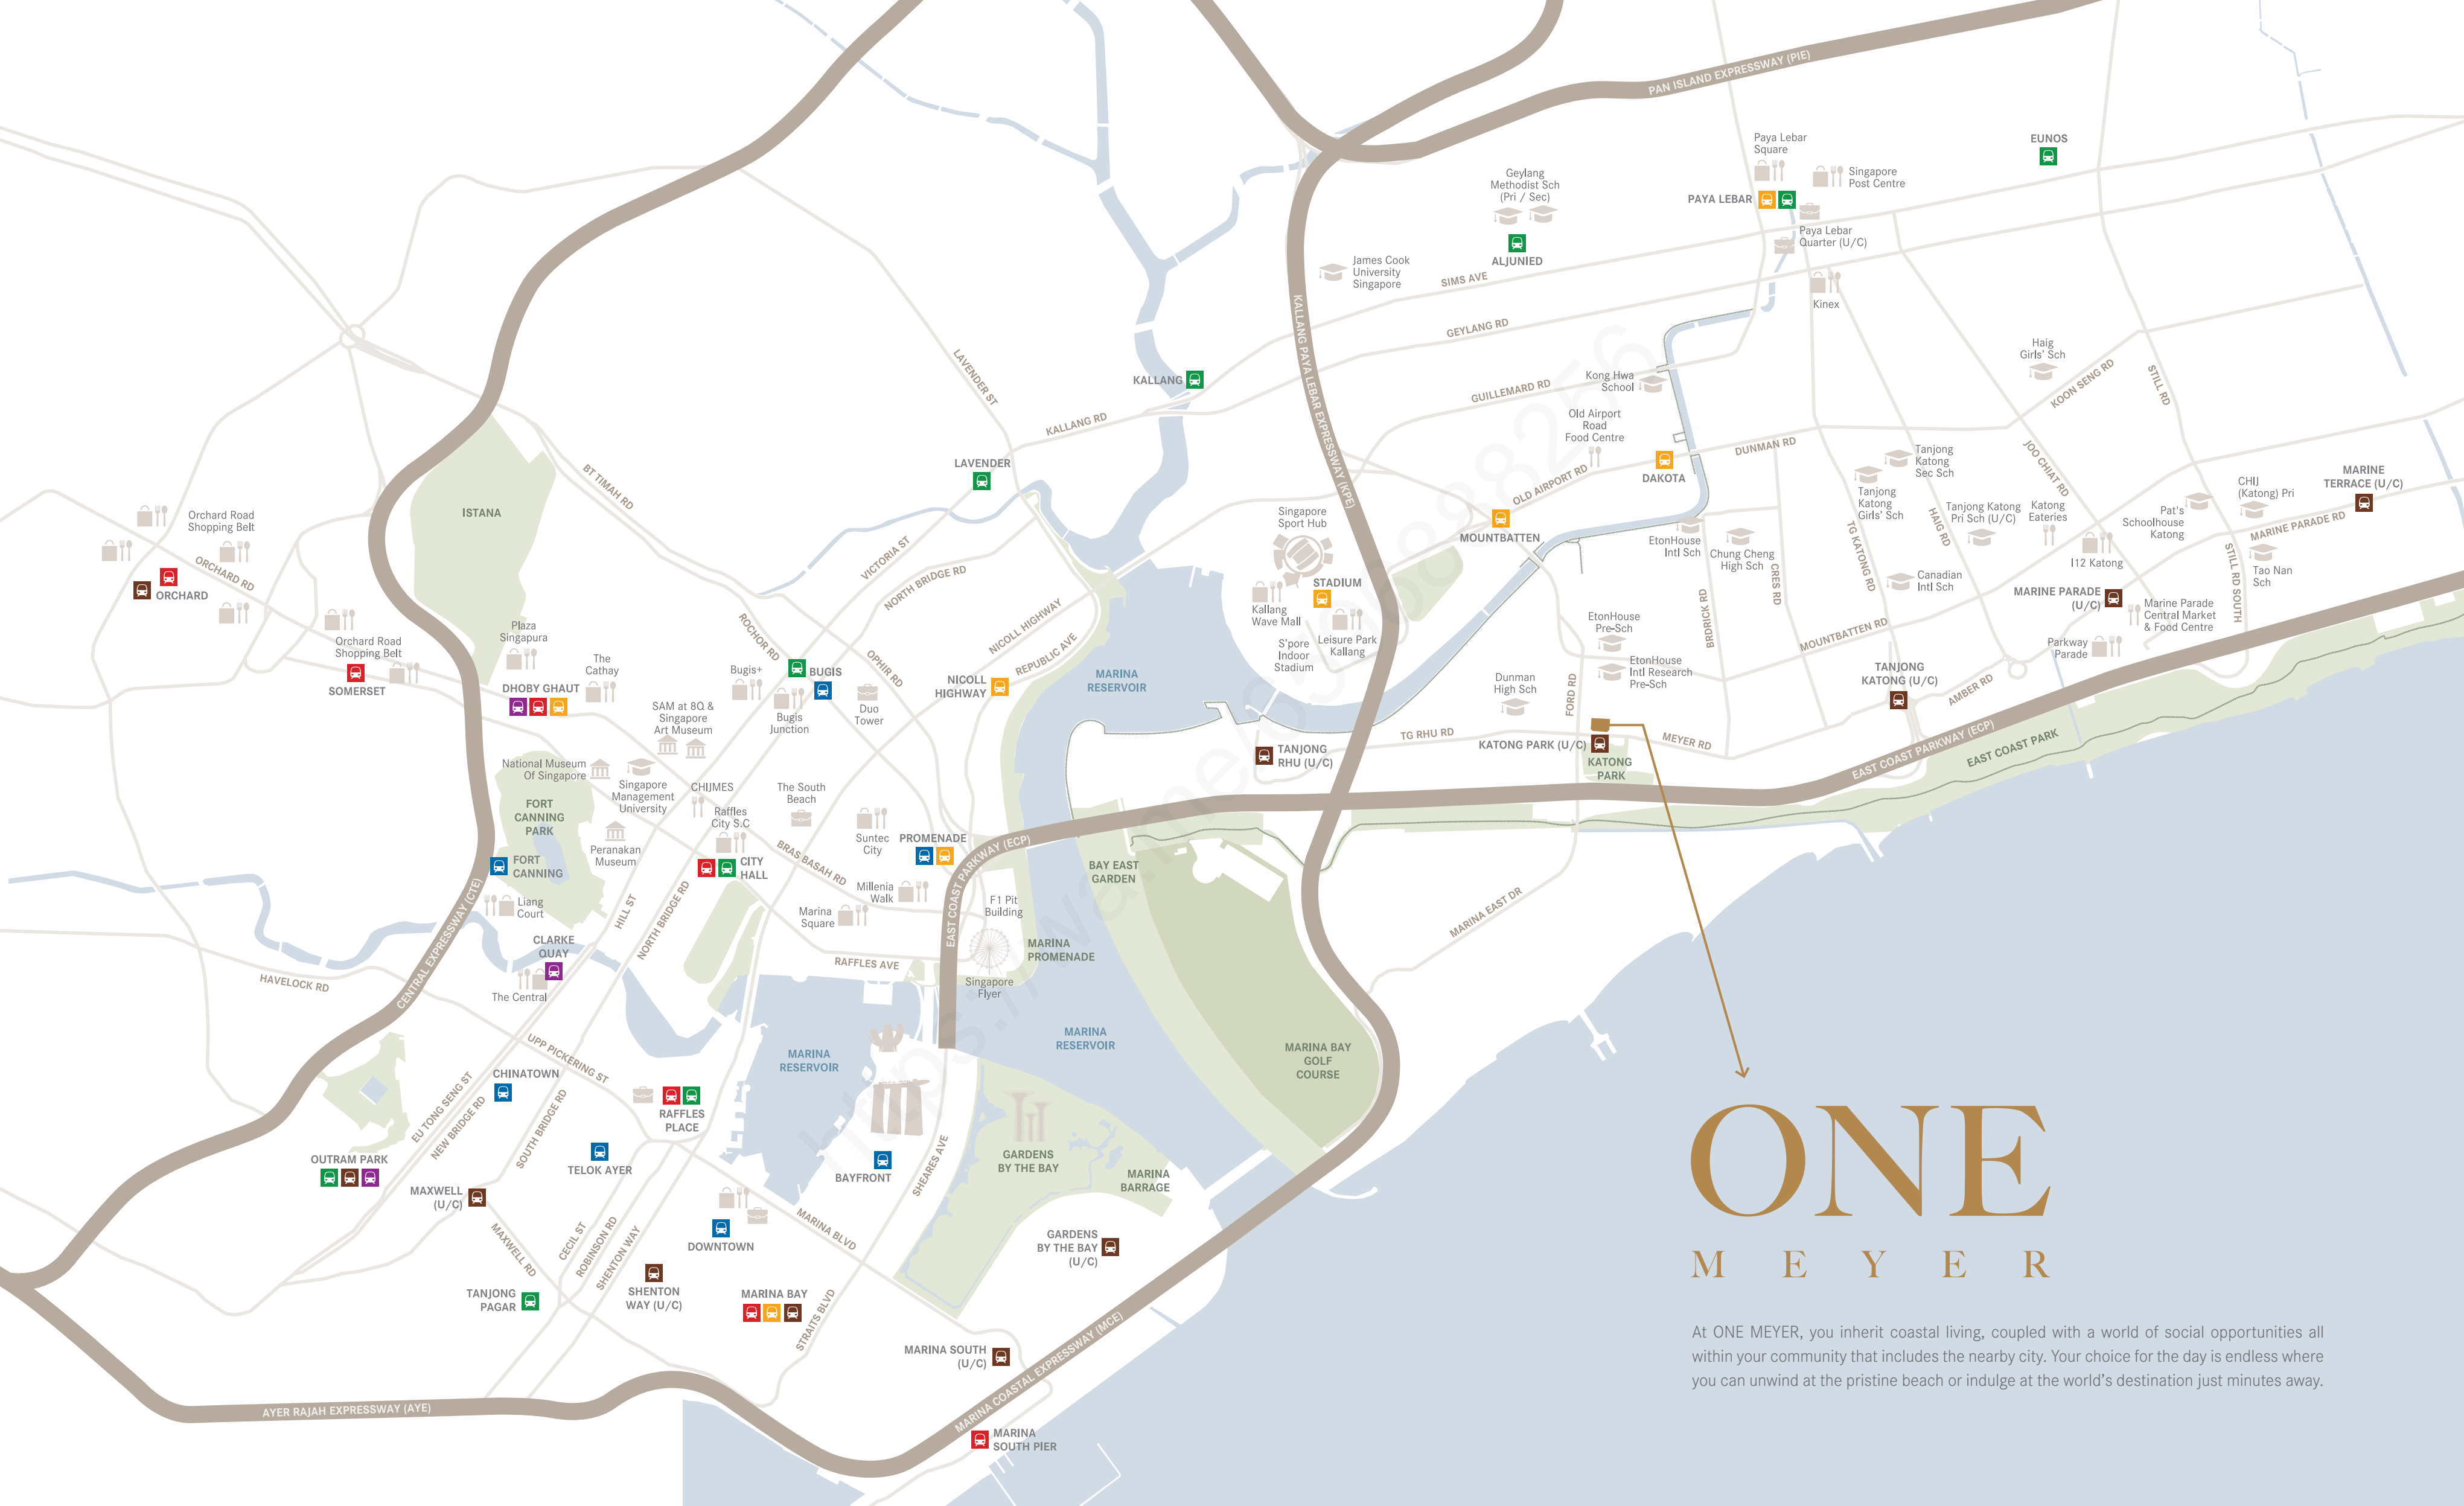 PAN ISLAND EXPRESSWAY (PIE)
Paya Lebar
Square
EUNOS
Singapore
Post Centre
Geylang
Methodist Sch
(Pri / Sec)
PAYA LEBAR
Paya Lebar
Quarter (U/C)
ALJUNIED
James Cook
University
Singapore
SIMS AVE
Kinex
GEYLANG RD
KALLANG PAYA LEBAR EXPRESSWAY (KPE)
LAVENDER ST
Haig
Girls' Sch
KOON SENG RD
STILL RD
KALLANG
Kong Hwa
School
GUILLEMARD RD
KALLANG RD
Old Airport
Road
Food Centre
DUNMAN RD
JOO CHIAT RD
Tanjong
Katong
Sec Sch
LAVENDER
DAKOTA
OLD AIRPORT RD
MARINE
TERRACE (U/C)
CHIJ
(Katong) Pri
BT TIMAH RD
ISTANA
Tanjong
Katong
Girls' Sch
HAIG RD
Tanjong Katong
Pri Sch (U/C)
Katong
Eateries
Pat's
Schoolhouse
Katong
MARINE PARADE RD
Orchard Road
Shopping Belt
Singapore
Sport Hub
MOUNTBATTEN
EtonHouse
Intl Sch
Chung Cheng
High Sch
TG KATONG RD
I12 Katong
Tao Nan
Sch
STILL RD SOUTH
ORCHARD RD
VICTORIA ST
NORTH BRIDGE RD
STADIUM
CRES RD
Canadian
Intl Sch
ORCHARD
MARINE PARADE
(U/C)
Marine Parade
Central Market
& Food Centre
Kallang
Wave Mall
BRDRICK RD
EtonHouse
Pre-Sch
NICOLL HIGHWAY
ROCHOR RD
Plaza
Singapura
Orchard Road
Shopping Belt
REPUBLIC AVE
S'pore
Indoor
Stadium
Leisure Park
Kallang
MOUNTBATTEN RD
Parkway
Parade
The
Cathay
Bugis+
BUGIS
OPHIR RD
MARINA
RESERVOIR
EtonHouse
Intl Research
Pre-Sch
TANJONG
KATONG (U/C)
SOMERSET
DHOBY GHAUT
NICOLL
HIGHWAY
Dunman
High Sch
FORD RD
AMBER RD
SAM at 8Q &
Singapore
Art Museum
Bugis
Junction
Duo
Tower
TG RHU RD
KATONG PARK (U/C)
MEYER RD
TANJONG
RHU (U/C)
KATONG
PARK
EAST COAST PARKWAY (ECP)
EAST COAST PARK
National Museum
Of Singapore
Singapore
Management
University
CHIJMES
The South
Beach
FORT
CANNING
PARK
Raffles
City S.C
Suntec
City
PROMENADE
EAST COAST PARKWAY (ECP)
Peranakan
Museum
BRAS BASAH RD
CITY
HALL
FORT
CANNING
BAY EAST
GARDEN
CENTRAL EXPRESSWAY (CTE)
Liang
Court
HILL ST
NORTH BRIDGE RD
Millenia
Walk
Marina
Square
F1 Pit
Building
MARINA EAST DR
CLARKE
QUAY
MARINA
PROMENADE
RAFFLES AVE
HAVELOCK RD
The Central
Singapore
Flyer
UPP PICKERING ST
MARINA
RESERVOIR
MARINA
RESERVOIR
MARINA BAY
GOLF
COURSE
CHINATOWN
EU TONG SENG ST
NEW BRIDGE RD
SOUTH BRIDGE RD
RAFFLES
PLACE
OUTRAM PARK
TELOK AYER
BAYFRONT
SHEARES AVE
GARDENS
BY THE BAY
MARINA
BARRAGE
MAXWELL
(U/C)
MAXWELL RD
CECIL ST
ROBINSON RD
SHENTON WAY
MARINA BLVD
DOWNTOWN
GARDENS
BY THE BAY
(U/C)
TANJONG
PAGAR
SHENTON
WAY (U/C)
MARINA BAY
STRAITS BLVD
MARINA SOUTH
(U/C)
MARINA COASTAL EXPRESSWAY (MCE)
AYER RAJAH EXPRESSWAY (AYE)
MARINA
SOUTH PIER
ONE
MEYER
At ONE MEYER, you inherit coastal living, coupled with a world of social opportunities all
within your community that includes the nearby city. Your choice for the day is endless where
you can unwind at the pristine beach or indulge at the world's destination just minutes away.